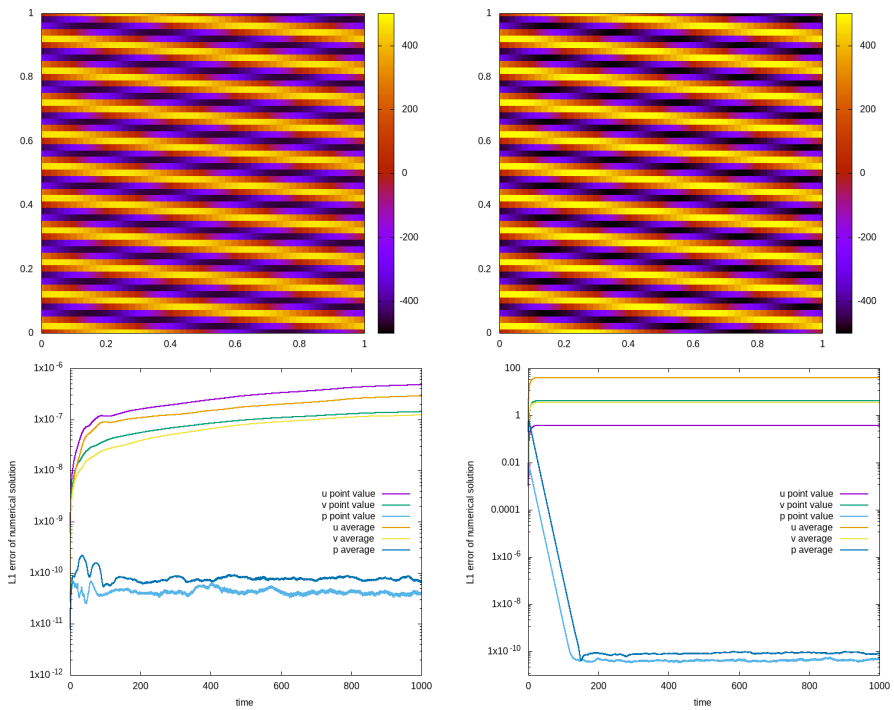 1
0.8
0.6
0.4
0.2
0
0 0.2 0.4 0.6 0.8 1
400
200
0
-200
-400
1
0.8
0.6
0.4
0.2
0
0 0.2 0.4 0.6 0.8 1
400
200
0
-200
-400
L1 error of numerical solution
1x10-6
1x10-7
1x10-8
1x10-9
1x10-10
1x10-11
1x10-12
u point value
v point value
p point value
u average
v average
p average
0 200 400 600 800 1000
time
L1 error of numerical solution
100
1
0.01
0.0001
1x10-6
1x10-8
1x10-10
u point value
v point value
p point value
u average
v average
p average
0 200 400 600 800 1000
time